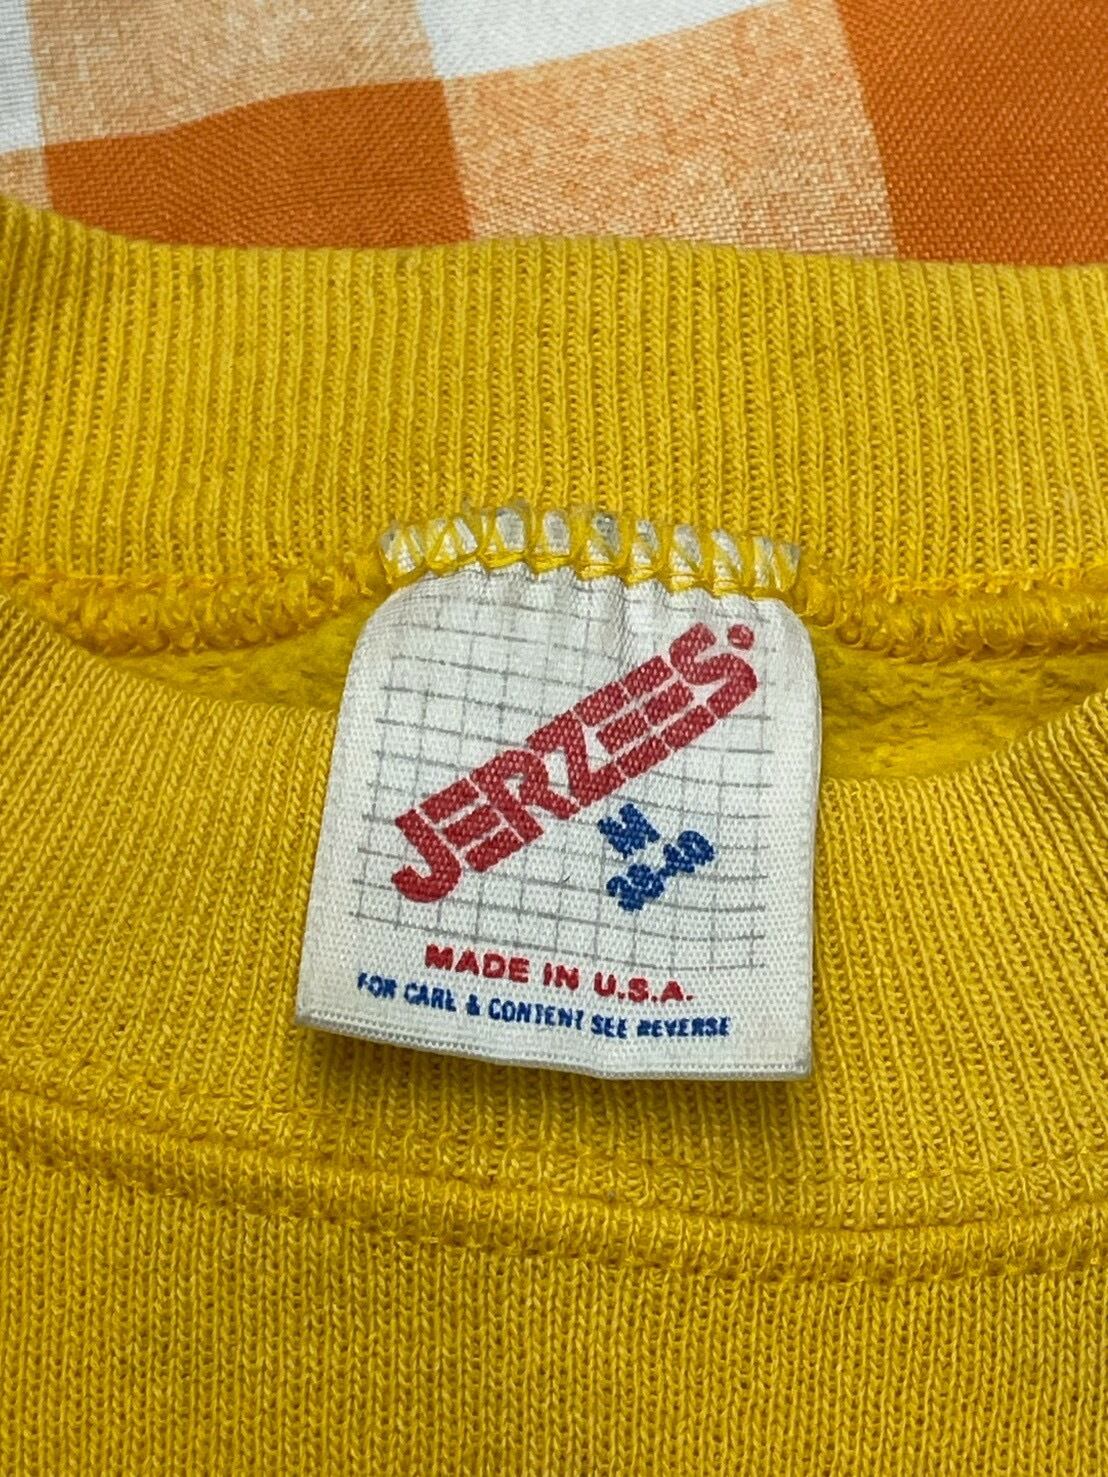 JERZEES
M
38-40
MADE IN U.S.A.
FOR CARE & CONTENT SEE REVERSE